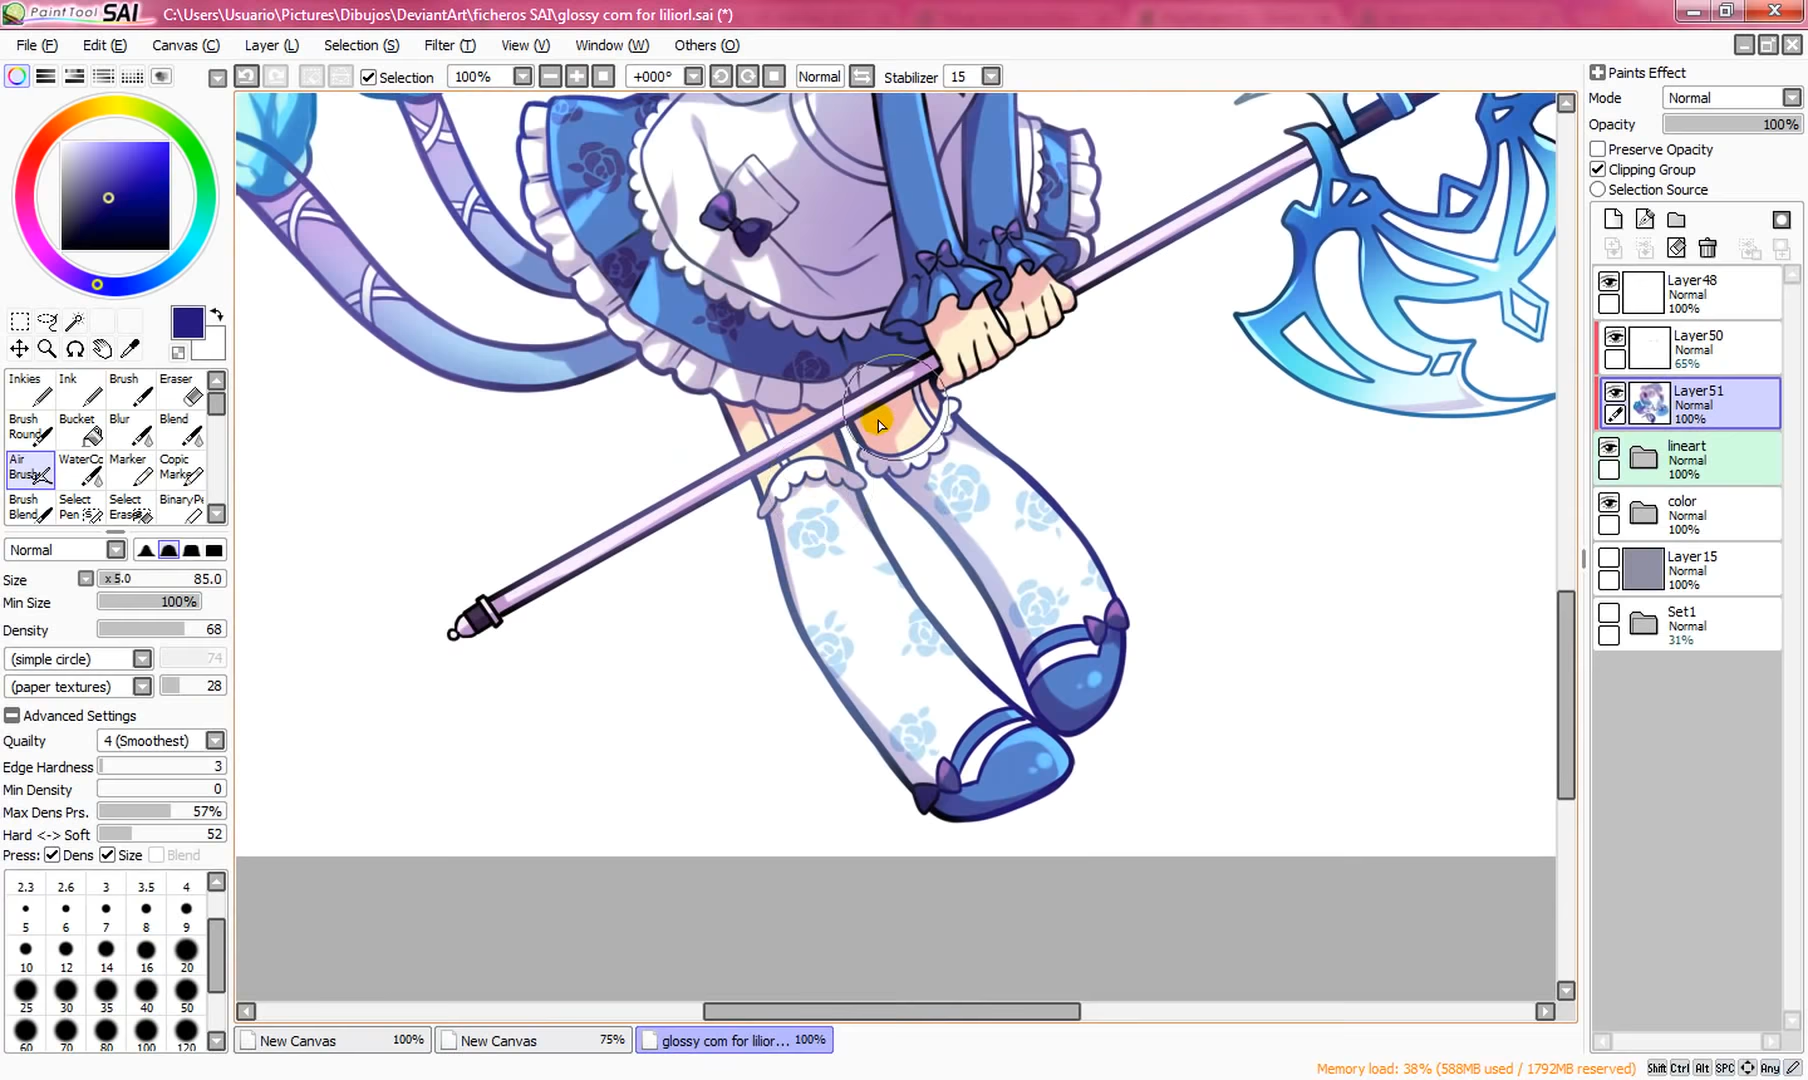 PaintTool SAI C:\Users\Usuario\Pictures\Dibujos\DeviantArt\ficheros SAI\glossy com for liliorl.sai (*)
File (F) Edit (E) Canvas (C) Layer (L) Selection (S) Filter (T) View (V) Window (W) Others (O)
Selection 100% +000° Normal Stabilizer 15
Inkies Ink Brush Eraser
Brush Round Bucket Blur Blend
Air Brush WaterCo Marker Copic Marke
Brush Blend Select Pen Select Erase BinaryPe
Normal
Size x 5.0 85.0
Min Size 100%
Density 68
(simple circle) 74
(paper textures) 28
Advanced Settings
Quailty 4 (Smoothest)
Edge Hardness 3
Min Density 0
Max Dens Prs. 57%
Hard <-> Soft 52
Press: Dens Size Blend
2.3 2.6 3 3.5 4
5 6 7 8 9
10 12 14 16 20
25 30 35 40 50
60 70 80 100 120
New Canvas 100% New Canvas 75% glossy com for lilior... 100%
Paints Effect
Mode Normal
Opacity 100%
Preserve Opacity
Clipping Group
Selection Source
Layer48
Normal
100%
Layer50
Normal
65%
Layer51
Normal
100%
lineart
Normal
100%
color
Normal
100%
Layer15
Normal
100%
Set1
Normal
31%
Memory load: 38% (588MB used / 1792MB reserved) Shift Ctrl Alt SPC Any